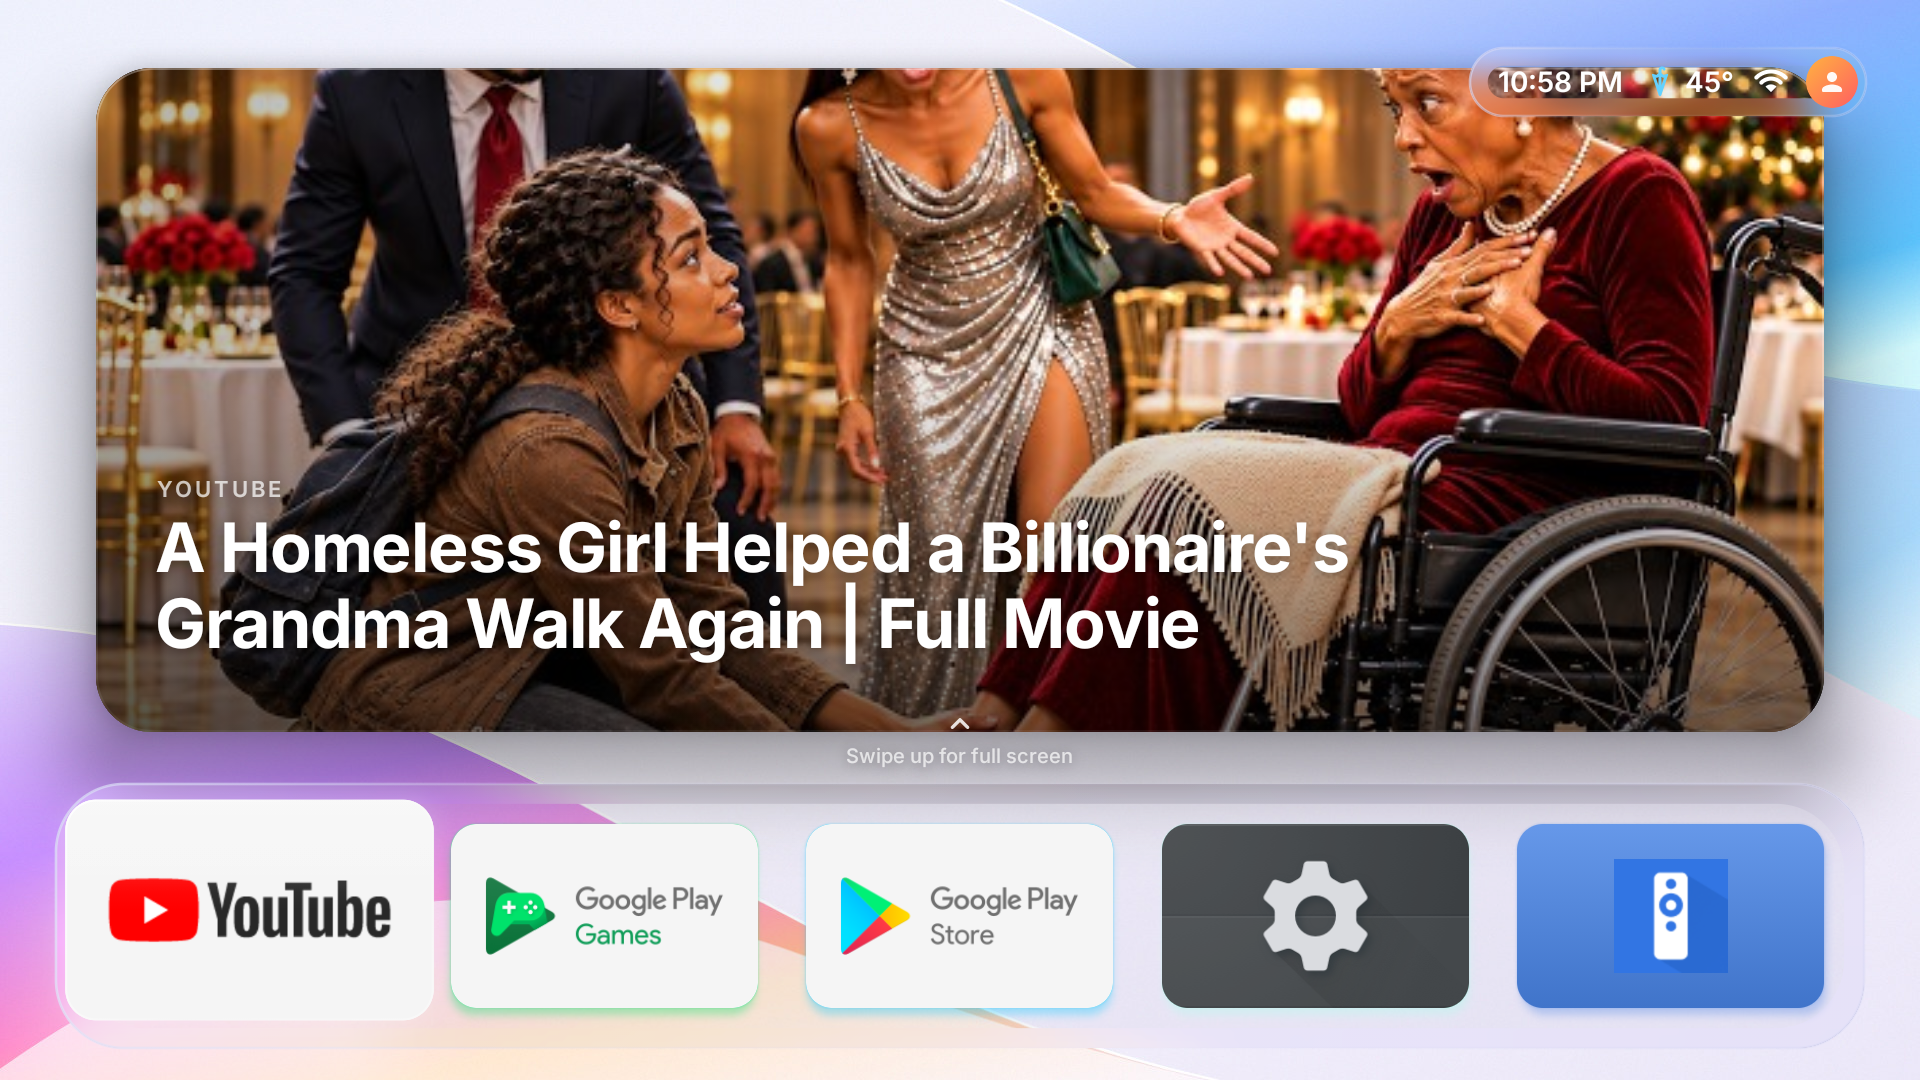 10:58 PM 45°
YOUTUBE
A Homeless Girl Helped a Billionaire's
Grandma Walk Again | Full Movie
Swipe up for full screen
YouTube
Google Play
Games
Google Play
Store